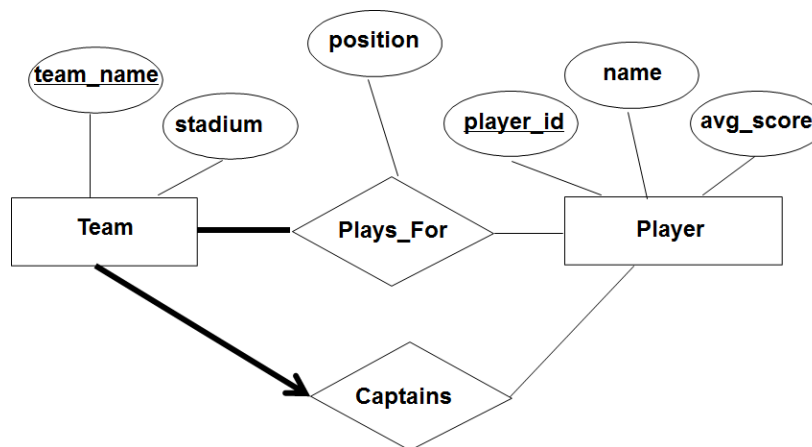 position
team_name
name
stadium
player_id
avg_score
Team
Plays_For
Player
Captains